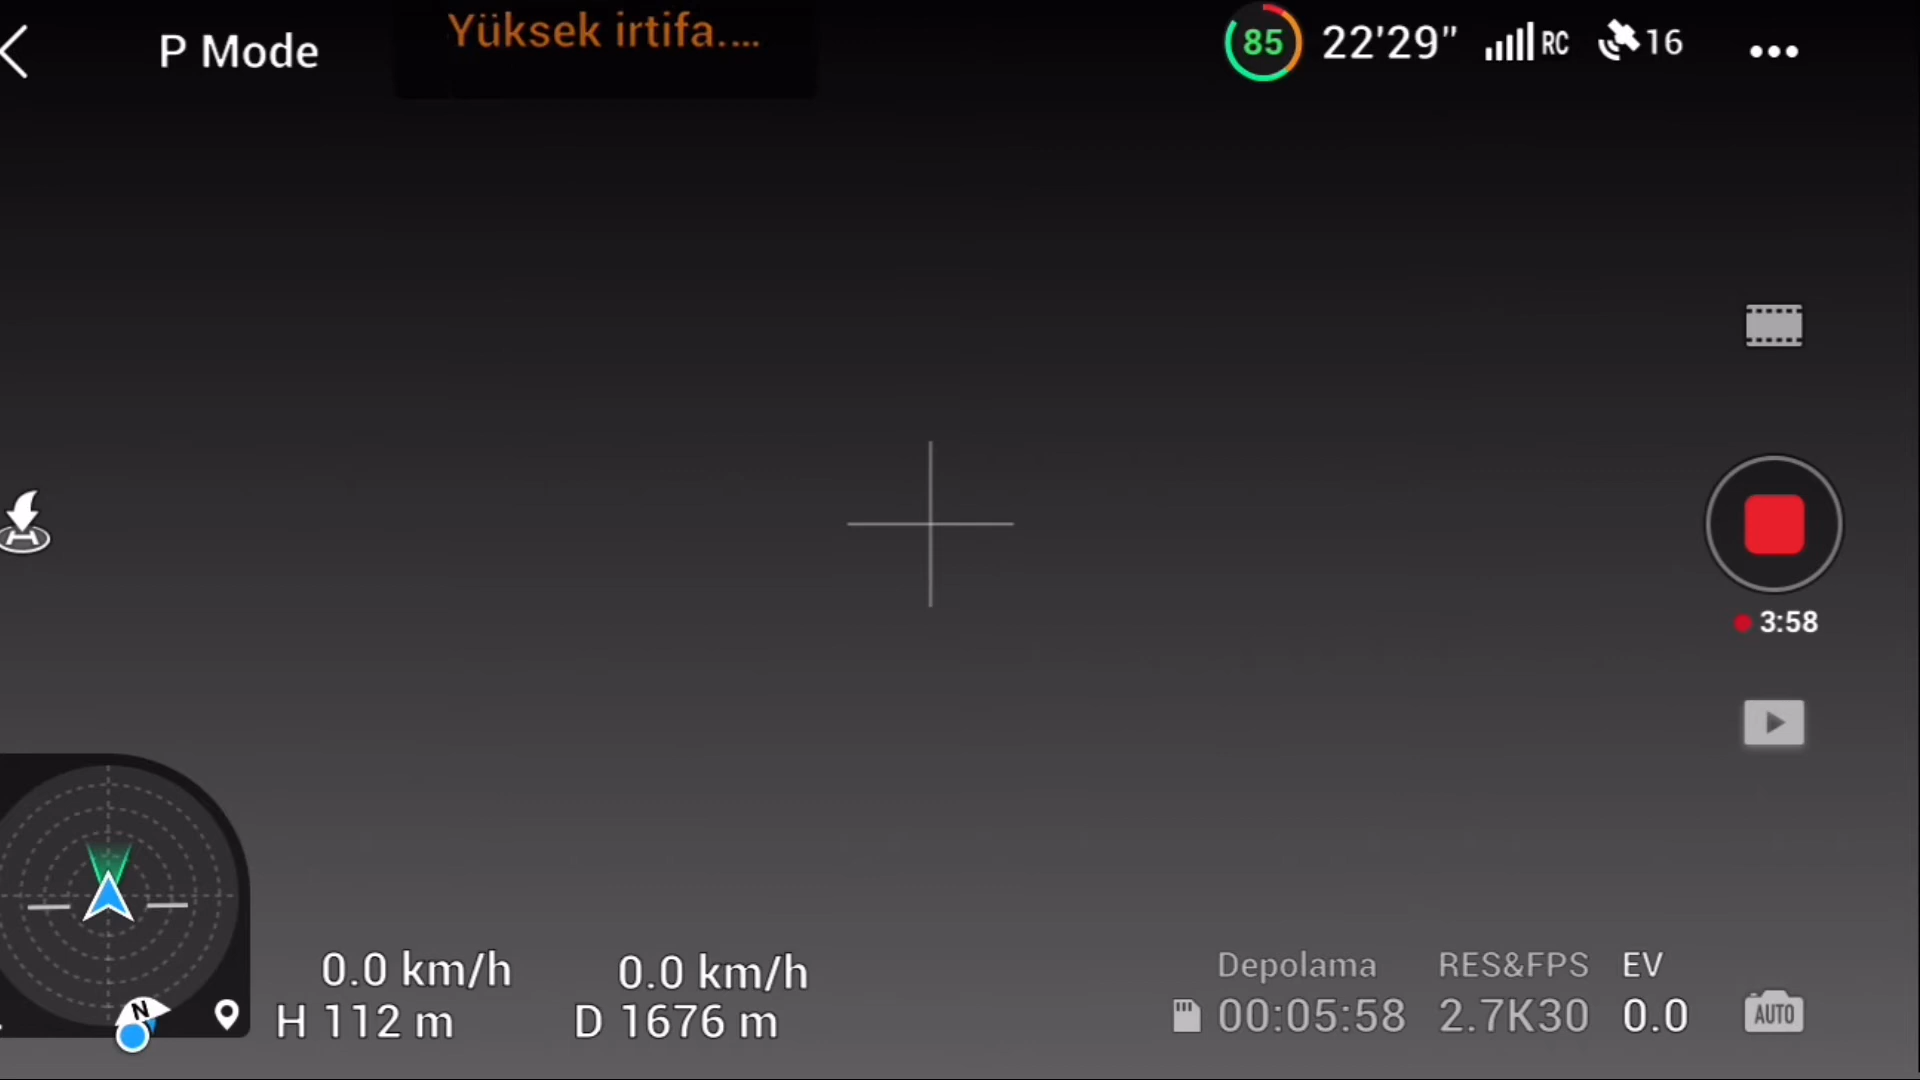 P Mode
Yüksek irtifa....
85
22'29"
RC
16
3:58
N
0.0 km/h
0.0 km/h
H 112 m
D 1676 m
Depolama
RES&FPS
EV
00:05:58
2.7K30
0.0
AUTO